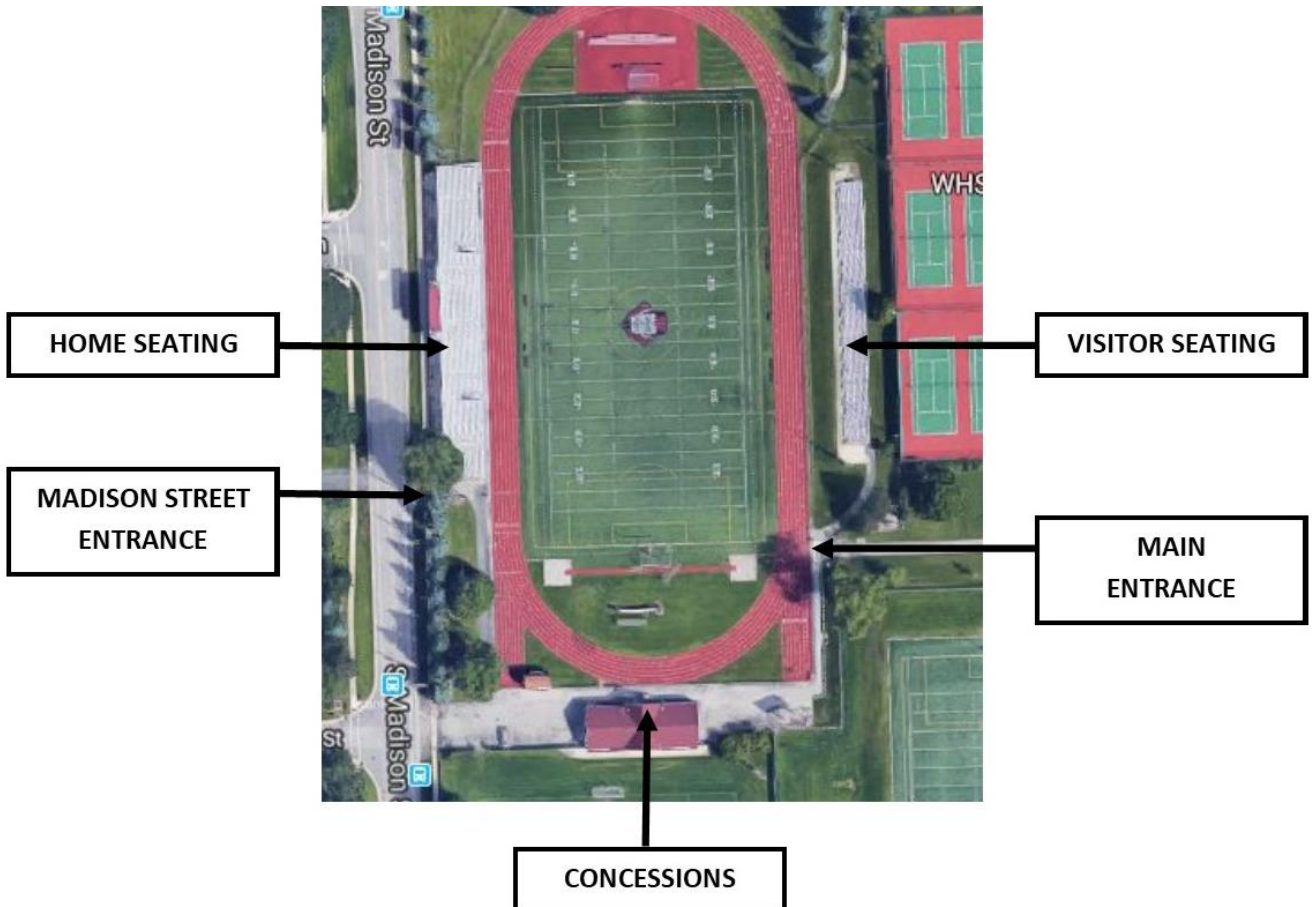 Madison St
WHS
HOME SEATING
VISITOR SEATING
MADISON STREET
ENTRANCE
MAIN
ENTRANCE
St
Madison S
CONCESSIONS